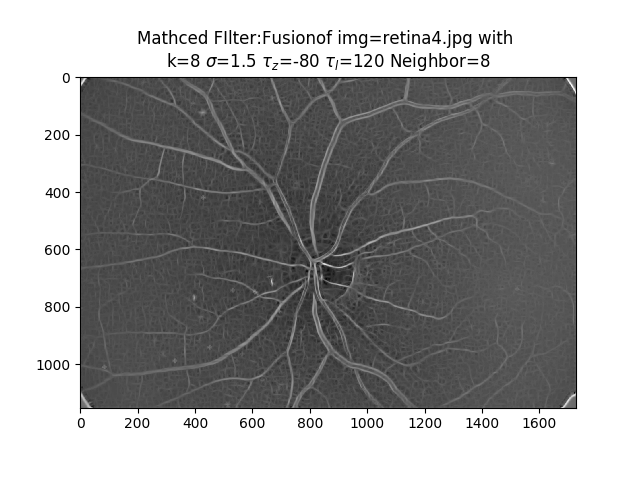 Mathced FIlter:Fusionof img=retina4.jpg with
k=8 σ=1.5 τz=-80 τl=120 Neighbor=8
0
200
400
600
800
1000
0 200 400 600 800 1000 1200 1400 1600